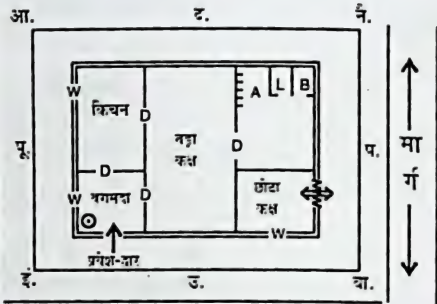 आ. द. नै.
W A L B
किचन D
बड़ा
कक्ष D
पू. प. मा
र्ग
D
W बरामदा D छोटा
कक्ष
W
प्रवेश-द्वार
ई. उ. वा.